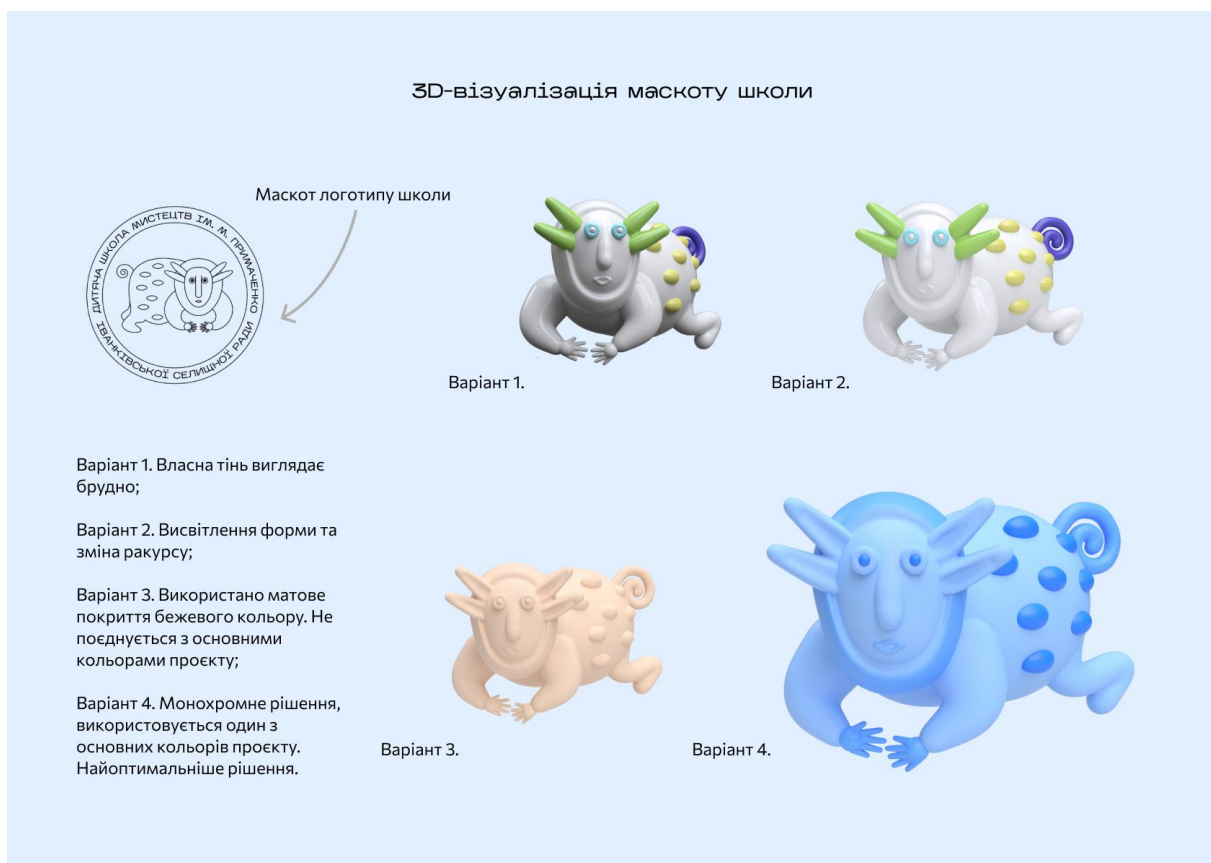 3D-візуалізація маскоту школи
Маскот логотипу школи
ДИТЯЧА ШКОЛА МИСТЕЦТВ ІМ. М. ПРИМАЧЕНКО
ІВАНКІВСЬКОЇ СЕЛИЩНОЇ РАДИ
Варіант 1.
Варіант 2.
Варіант 1. Власна тінь виглядає
брудно;
Варіант 2. Висвітлення форми та
зміна ракурсу;
Варіант 3. Використано матове
покриття бежевого кольору. Не
поєднується з основними
кольорами проєкту;
Варіант 4. Монохромне рішення,
використовується один з
основних кольорів проєкту.
Найоптимальніше рішення.
Варіант 3.
Варіант 4.